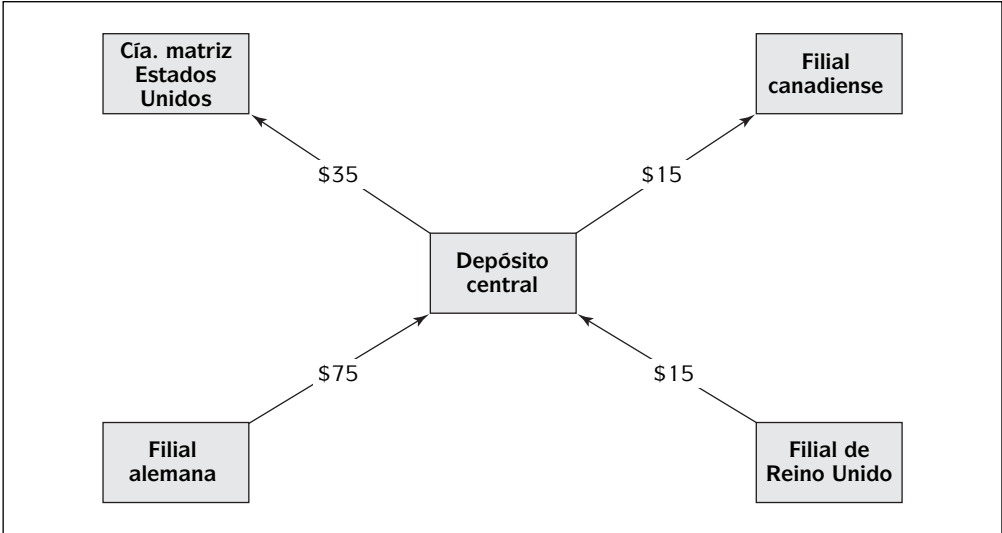 Cía. matriz
Estados
Unidos
Filial
canadiense
$35
$15
Depósito
central
$75
$15
Filial
alemana
Filial de
Reino Unido